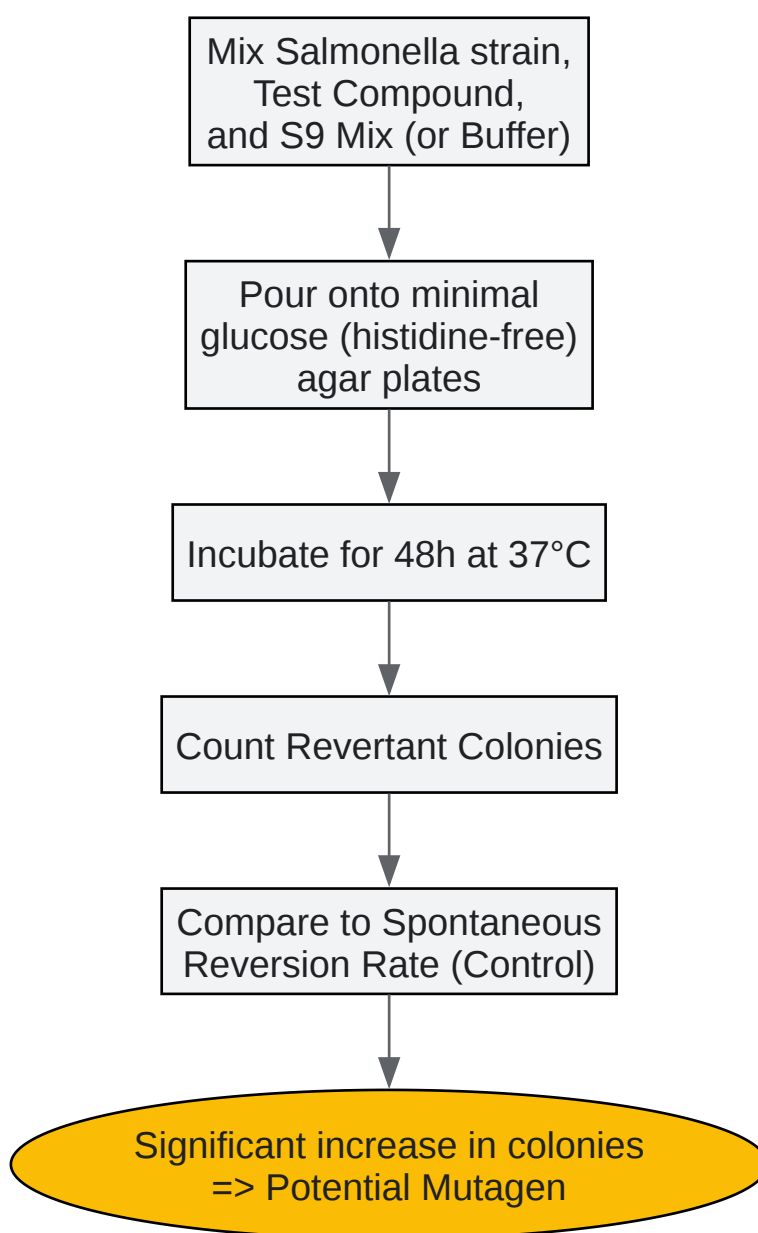 Mix Salmonella strain,
Test Compound,
and S9 Mix (or Buffer)
Pour onto minimal
glucose (histidine-free)
agar plates
Incubate for 48h at 37°C
Count Revertant Colonies
Compare to Spontaneous
Reversion Rate (Control)
Significant increase in colonies
=> Potential Mutagen